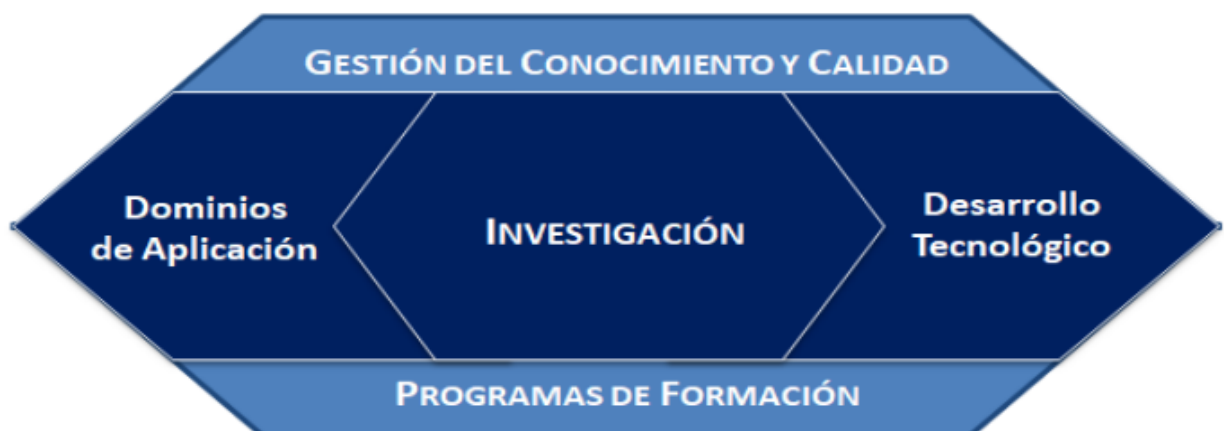 GESTIÓN DEL CONOCIMIENTO Y CALIDAD
Dominios
de Aplicación
INVESTIGACIÓN
Desarrollo
Tecnológico
PROGRAMAS DE FORMACIÓN